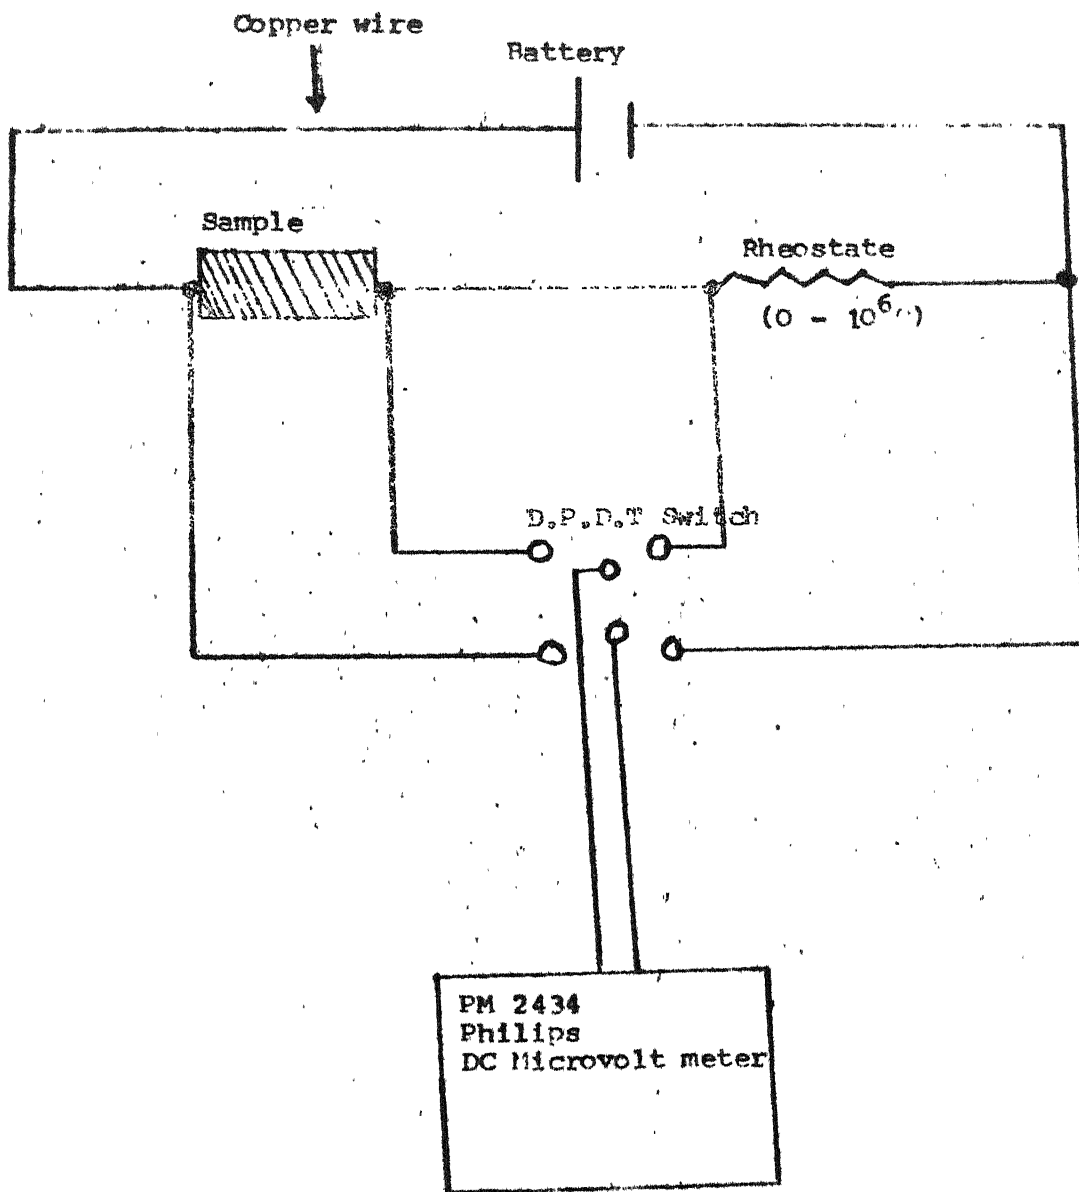 Copper wire
Battery
Sample
Rheostate
(0 - 10⁶
D.P.D.T Switch
PM 2434
Philips
DC Microvolt meter